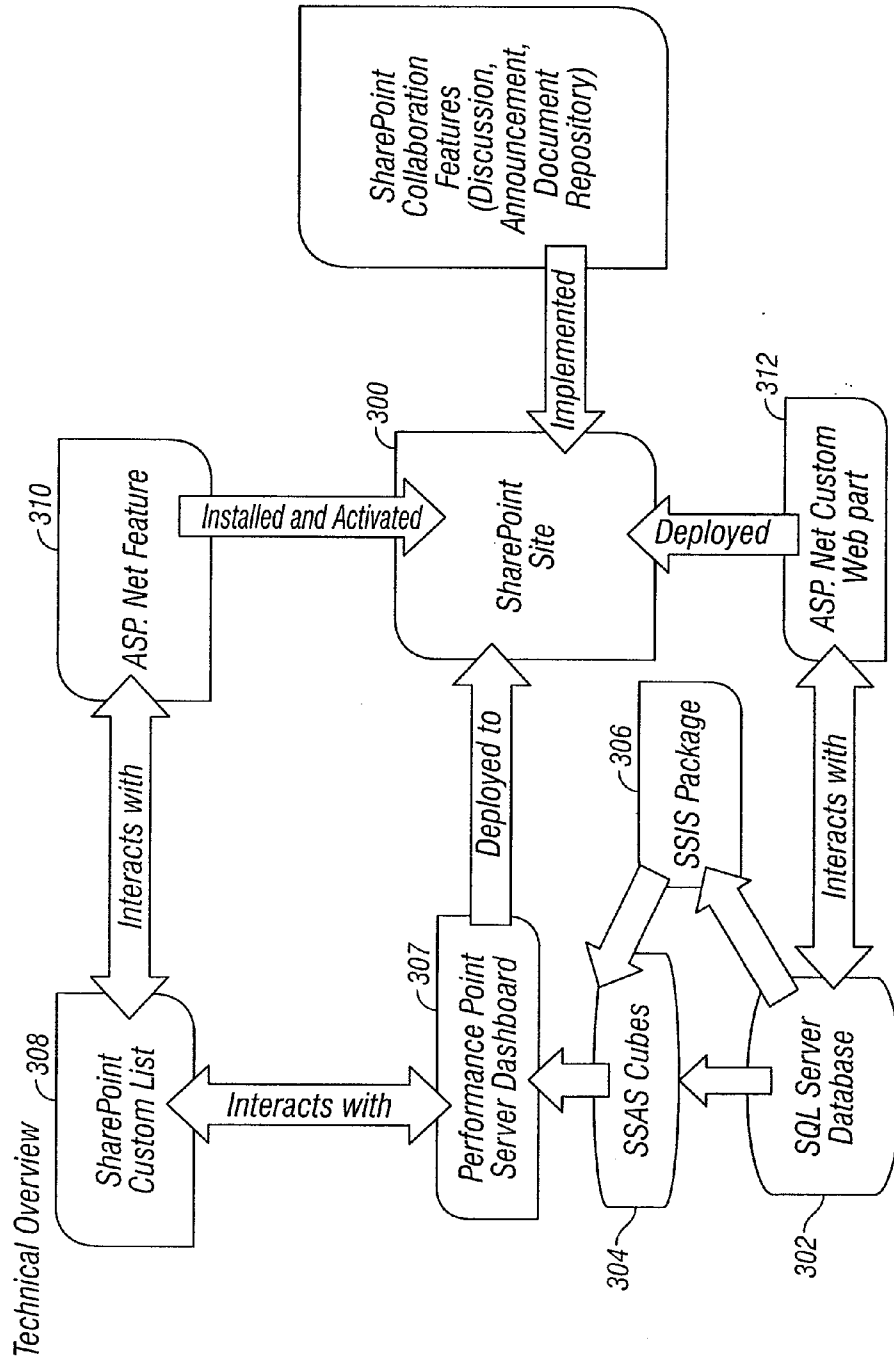 Technical Overview
308
SharePoint
Custom List
Interacts with
310
ASP. Net Feature
Interacts with
Installed and Activated
307
Performance Point
Server Dashboard
Deployed to
300
SharePoint
Site
Implemented
SharePoint
Collaboration
Features
(Discussion,
Announcement,
Document
Repository)
304
SSAS Cubes
306
SSIS Package
Deployed
302
SQL Server
Database
Interacts with
312
ASP. Net Custom
Web part